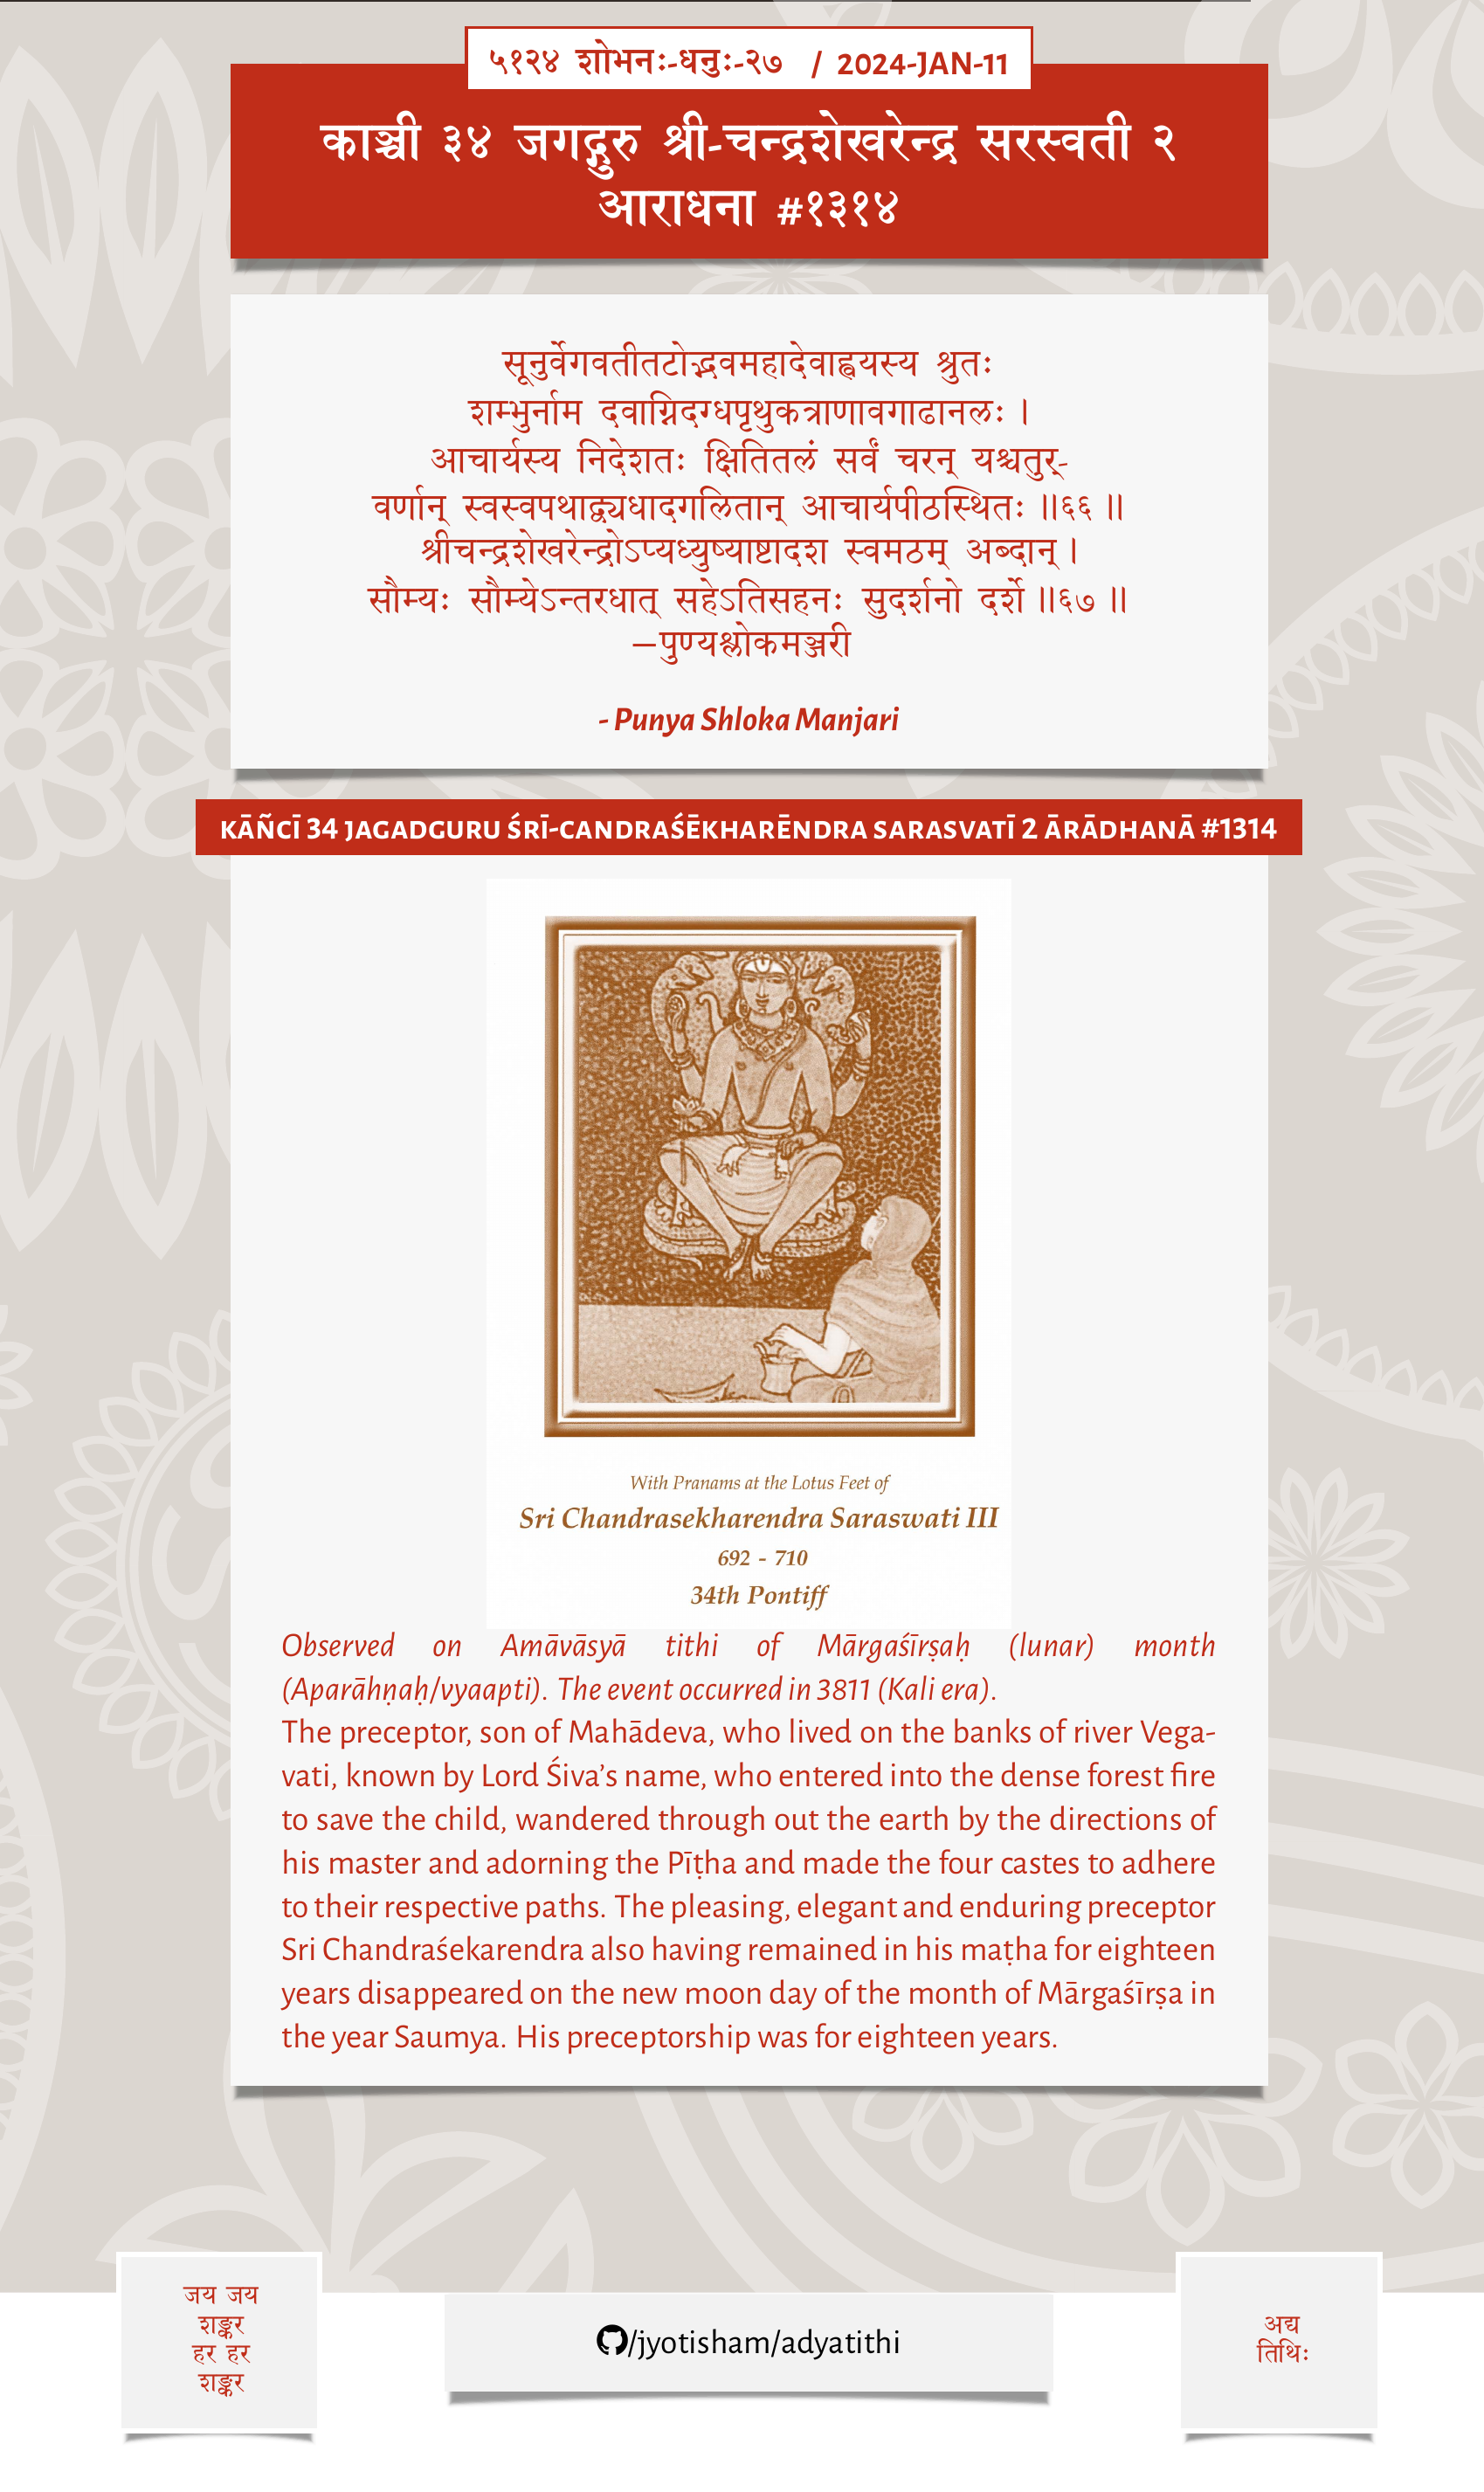 ५१२४ शोभनः-धनुः-२७ / 2024-JAN-11
काञ्ची ३४ जगद्गुरु श्री-चन्द्रशेखरेन्द्र सरस्वती २
आराधना #१३१४
सूनुर्वेगवतीतटोद्भवमहादेवाह्वयस्य श्रुतः
शम्भुर्नाम दवाग्निदग्धपृथुकत्राणावगाढानलः ।
आचार्यस्य निदेशतः क्षितितलं सर्वं चरन् यश्चतुर्-
वर्णान् स्वस्वपथाद्व्यधादगलितान् आचार्यपीठस्थितः ॥६६॥
श्रीचन्द्रशेखरेन्द्रोऽप्यध्युष्याष्टादश स्वमठम् अब्दान् ।
सौम्यः सौम्येऽन्तरधात् सहेऽतिसहनः सुदर्शनो दर्शे ॥६७॥
—पुण्यश्लोकमञ्जरी
- Punya Shloka Manjari
KĀÑCĪ 34 JAGADGURU ŚRĪ-CANDRAŚĒKHARĒNDRA SARASVATĪ 2 ĀRĀDHANĀ #1314
With Pranams at the Lotus Feet of
Sri Chandrasekharendra Saraswati III
692 - 710
34th Pontiff
Observed on Amāvāsyā tithi of Mārgaśīrṣaḥ (lunar) month
(Aparāhṇaḥ/vyaapti). The event occurred in 3811 (Kali era).
The preceptor, son of Mahādeva, who lived on the banks of river Vega-
vati, known by Lord Śiva's name, who entered into the dense forest fire
to save the child, wandered through out the earth by the directions of
his master and adorning the Pīṭha and made the four castes to adhere
to their respective paths. The pleasing, elegant and enduring preceptor
Sri Chandraśekarendra also having remained in his maṭha for eighteen
years disappeared on the new moon day of the month of Mārgaśīrṣa in
the year Saumya. His preceptorship was for eighteen years.
जय जय
शङ्कर
हर हर
शङ्कर
/jyotisham/adyatithi
अद्य
तिथिः